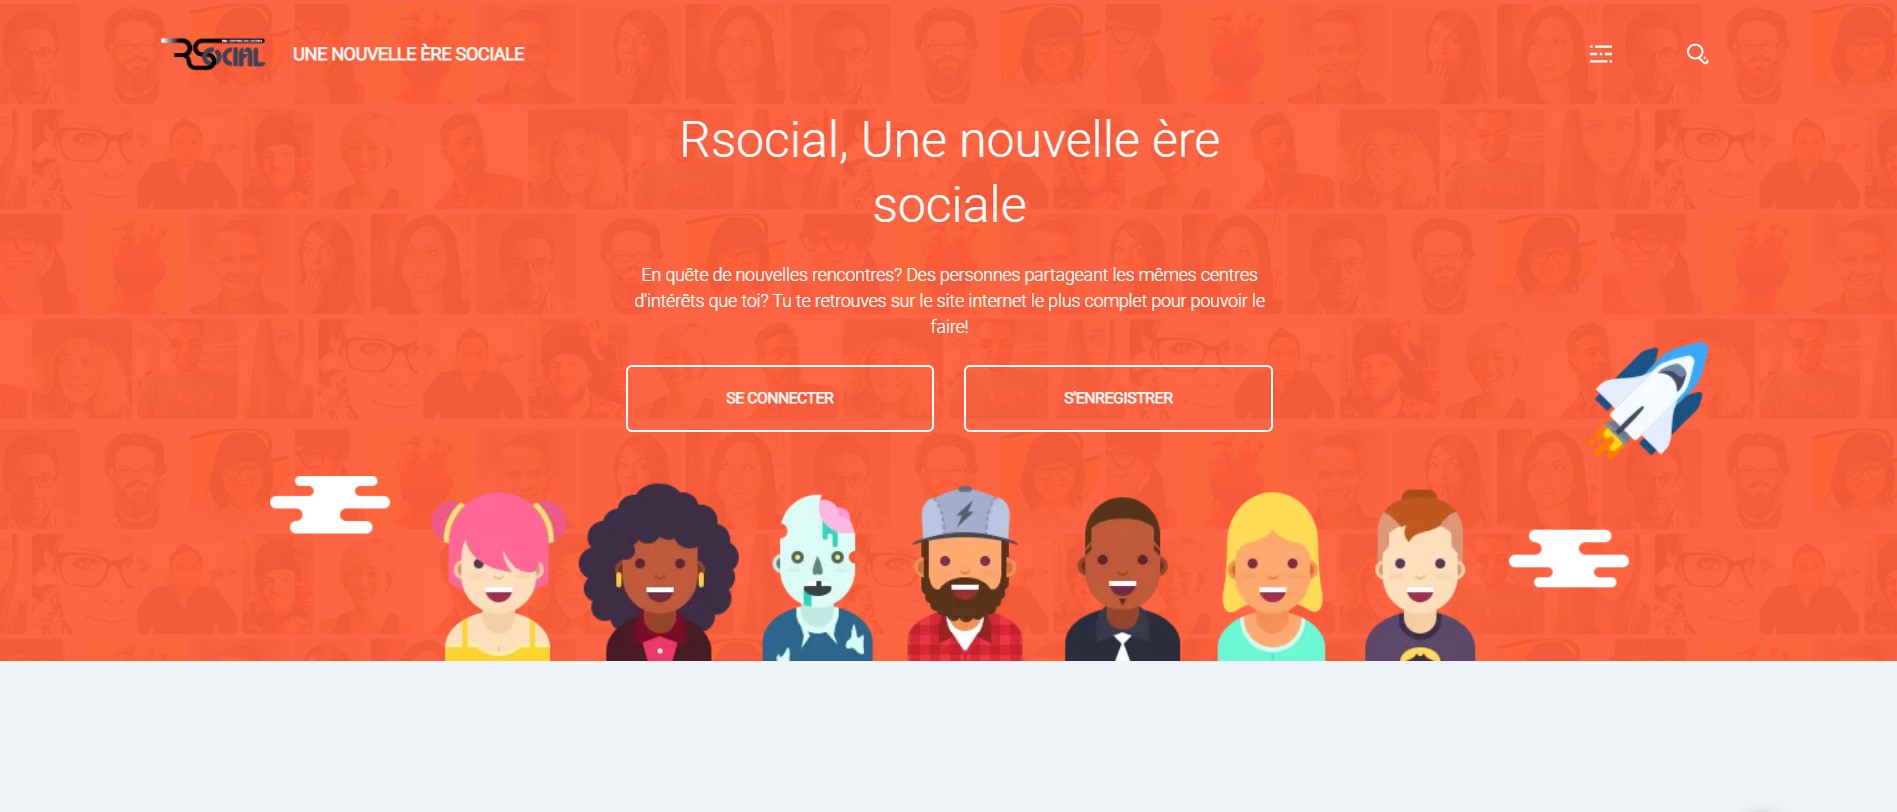 RSOCIAL
UNE NOUVELLE ÈRE SOCIALE
Rsocial, Une nouvelle ère
sociale
En quête de nouvelles rencontres? Des personnes partageant les mêmes centres
d'intérêts que toi? Tu te retrouves sur le site internet le plus complet pour pouvoir le
faire!
SE CONNECTER
S'ENREGISTRER